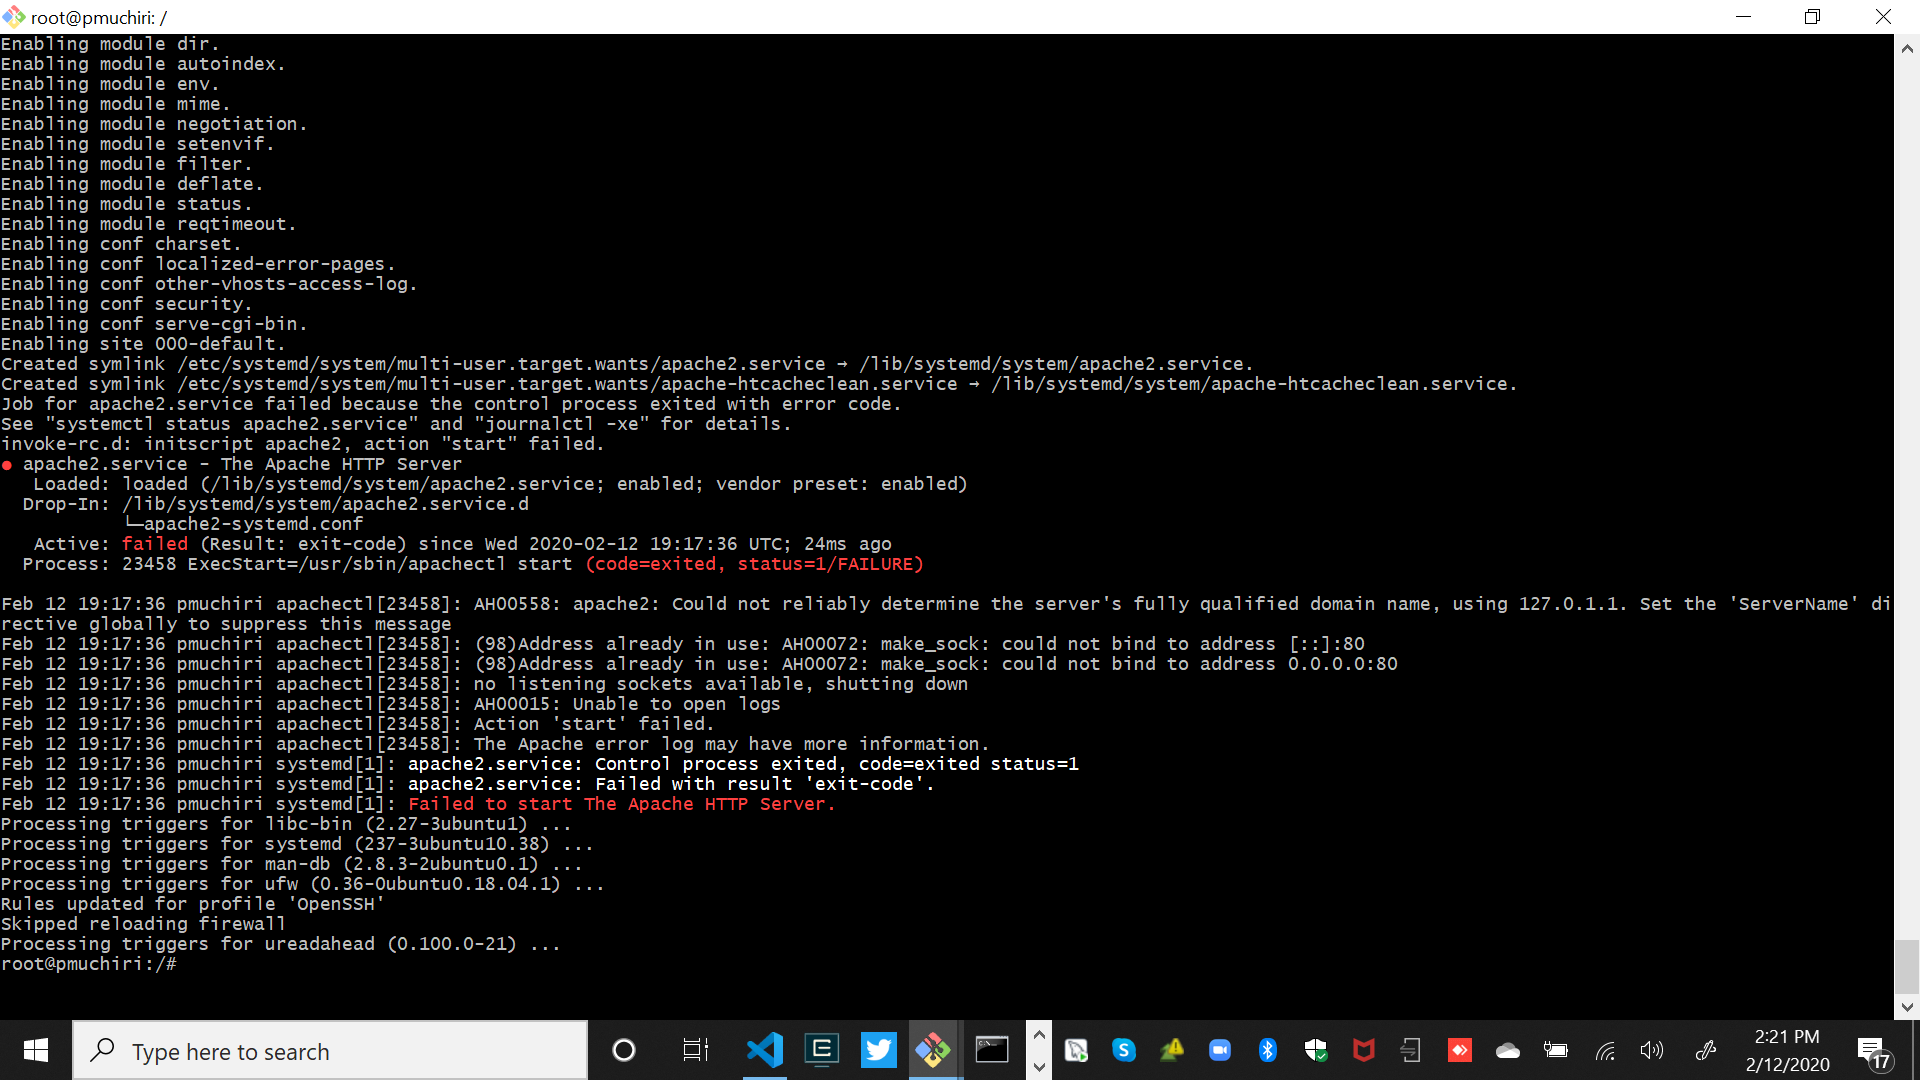 root@pmuchiri: /
Enabling module dir.
Enabling module autoindex.
Enabling module env.
Enabling module mime.
Enabling module negotiation.
Enabling module setenvif.
Enabling module filter.
Enabling module deflate.
Enabling module status.
Enabling module reqtimeout.
Enabling conf charset.
Enabling conf localized-error-pages.
Enabling conf other-vhosts-access-log.
Enabling conf security.
Enabling conf serve-cgi-bin.
Enabling site 000-default.
Created symlink /etc/systemd/system/multi-user.target.wants/apache2.service → /lib/systemd/system/apache2.service.
Created symlink /etc/systemd/system/multi-user.target.wants/apache-htcacheclean.service → /lib/systemd/system/apache-htcacheclean.service.
Job for apache2.service failed because the control process exited with error code.
See "systemctl status apache2.service" and "journalctl -xe" for details.
invoke-rc.d: initscript apache2, action "start" failed.
● apache2.service - The Apache HTTP Server
Loaded: loaded (/lib/systemd/system/apache2.service; enabled; vendor preset: enabled)
Drop-In: /lib/systemd/system/apache2.service.d
└─apache2-systemd.conf
Active: failed (Result: exit-code) since Wed 2020-02-12 19:17:36 UTC; 24ms ago
Process: 23458 ExecStart=/usr/sbin/apachectl start (code=exited, status=1/FAILURE)
Feb 12 19:17:36 pmuchiri apachectl[23458]: AH00558: apache2: Could not reliably determine the server's fully qualified domain name, using 127.0.1.1. Set the 'ServerName' di
rective globally to suppress this message
Feb 12 19:17:36 pmuchiri apachectl[23458]: (98)Address already in use: AH00072: make_sock: could not bind to address [::]:80
Feb 12 19:17:36 pmuchiri apachectl[23458]: (98)Address already in use: AH00072: make_sock: could not bind to address 0.0.0.0:80
Feb 12 19:17:36 pmuchiri apachectl[23458]: no listening sockets available, shutting down
Feb 12 19:17:36 pmuchiri apachectl[23458]: AH00015: Unable to open logs
Feb 12 19:17:36 pmuchiri apachectl[23458]: Action 'start' failed.
Feb 12 19:17:36 pmuchiri apachectl[23458]: The Apache error log may have more information.
Feb 12 19:17:36 pmuchiri systemd[1]: apache2.service: Control process exited, code=exited status=1
Feb 12 19:17:36 pmuchiri systemd[1]: apache2.service: Failed with result 'exit-code'.
Feb 12 19:17:36 pmuchiri systemd[1]: Failed to start The Apache HTTP Server.
Processing triggers for libc-bin (2.27-3ubuntu1) ...
Processing triggers for systemd (237-3ubuntu10.38) ...
Processing triggers for man-db (2.8.3-2ubuntu0.1) ...
Processing triggers for ufw (0.36-0ubuntu0.18.04.1) ...
Rules updated for profile 'OpenSSH'
Skipped reloading firewall
Processing triggers for ureadahead (0.100.0-21) ...
root@pmuchiri:/#
Type here to search
2:21 PM
2/12/2020
17